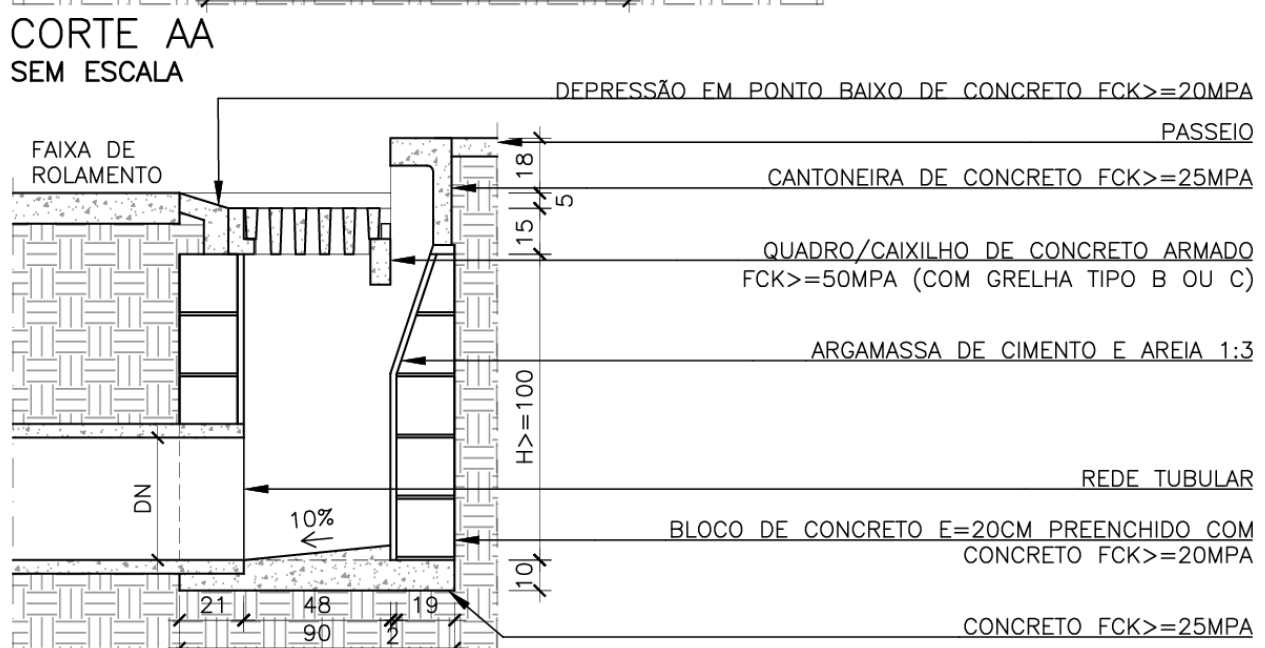 CORTE AA
SEM ESCALA
DEPRESSÃO EM PONTO BAIXO DE CONCRETO FCK>=20MPA
PASSEIO
FAIXA DE
ROLAMENTO
18
CANTONEIRA DE CONCRETO FCK>=25MPA
5
15
QUADRO/CAIXILHO DE CONCRETO ARMADO
FCK>=50MPA (COM GRELHA TIPO B OU C)
ARGAMASSA DE CIMENTO E AREIA 1:3
H>=100
REDE TUBULAR
DN
10%
BLOCO DE CONCRETO E=20CM PREENCHIDO COM
CONCRETO FCK>=20MPA
10
21 48 19
90 2
CONCRETO FCK>=25MPA